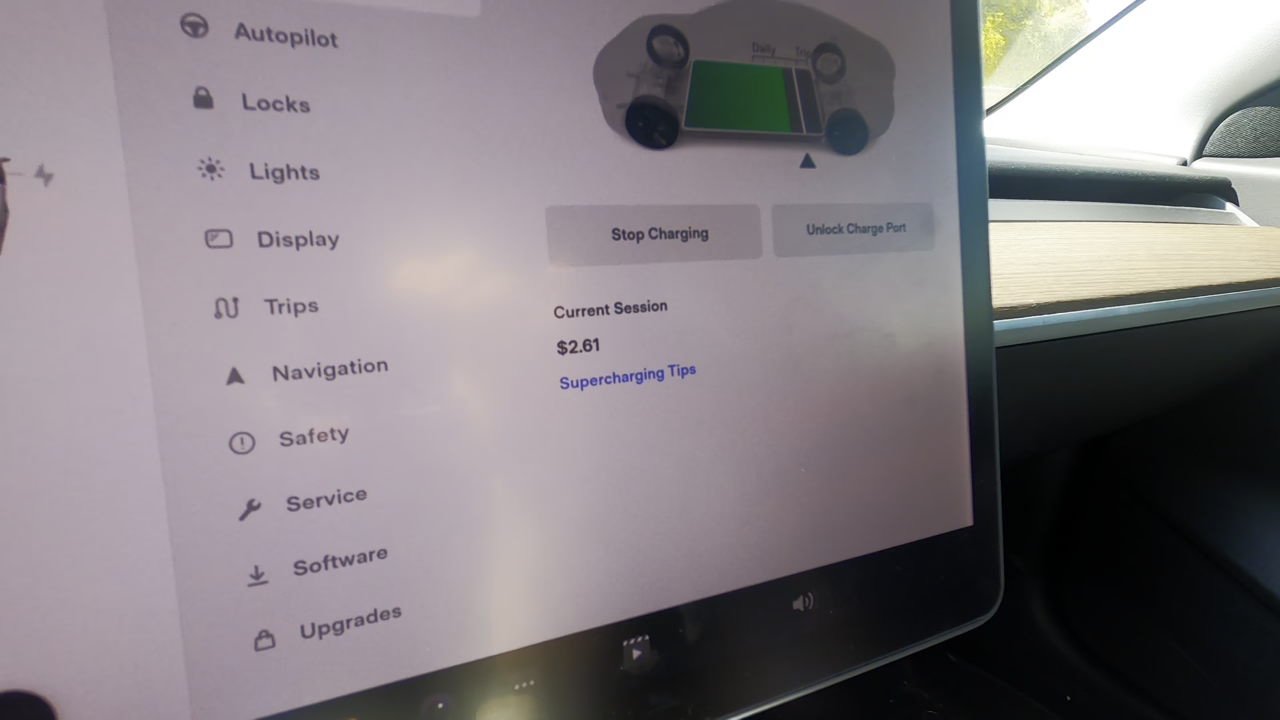 Autopilot
Locks
Lights
Display
Trips
Navigation
Safety
Service
Software
Upgrades
Daily
Trip
Stop Charging
Unlock Charge Port
Current Session
$2.61
Supercharging Tips